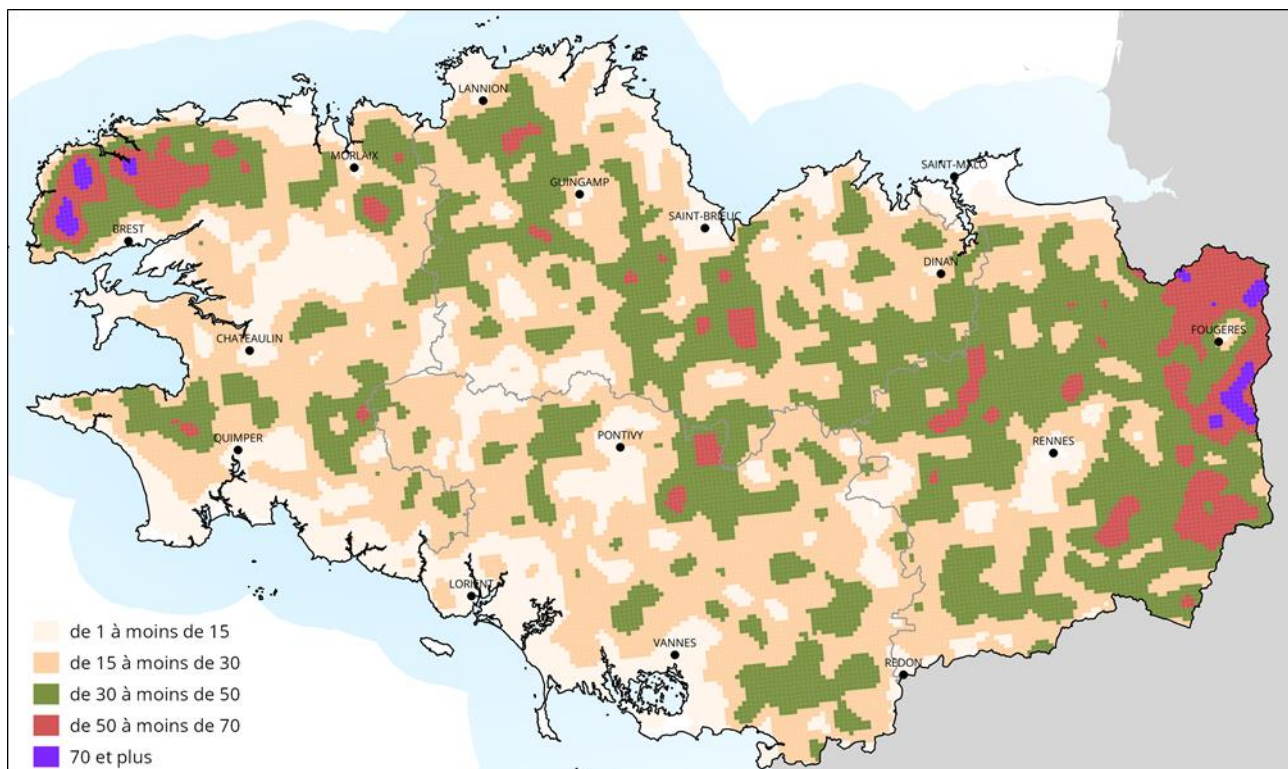 LANNION
MORLAIX
SAINT-MALO
GUINGAMP
SAINT-BRIEUC
BREST
DINAN
FOUGERES
CHATEAULIN
QUIMPER
PONTIVY
RENNES
LORIENT
VANNES
REDON
de 1 à moins de 15
de 15 à moins de 30
de 30 à moins de 50
de 50 à moins de 70
70 et plus